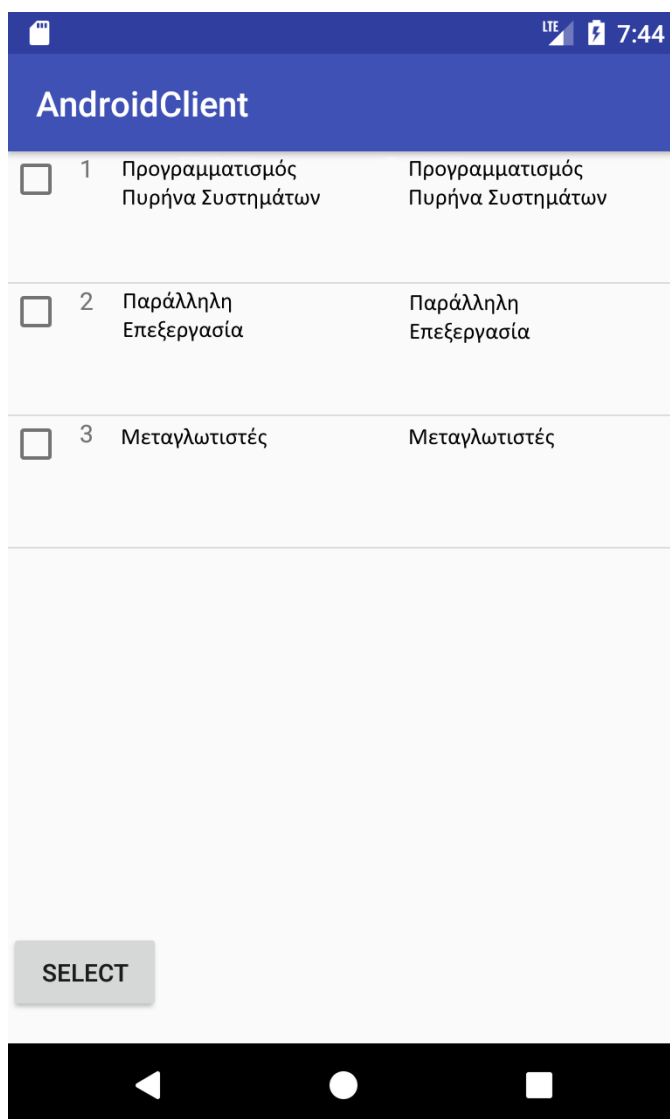 LTE 7:44
AndroidClient
1 Προγραμματισμός Προγραμματισμός
Πυρήνα Συστημάτων Πυρήνα Συστημάτων
2 Παράλληλη Παράλληλη
Επεξεργασία Επεξεργασία
3 Μεταγλωτιστές Μεταγλωτιστές
SELECT